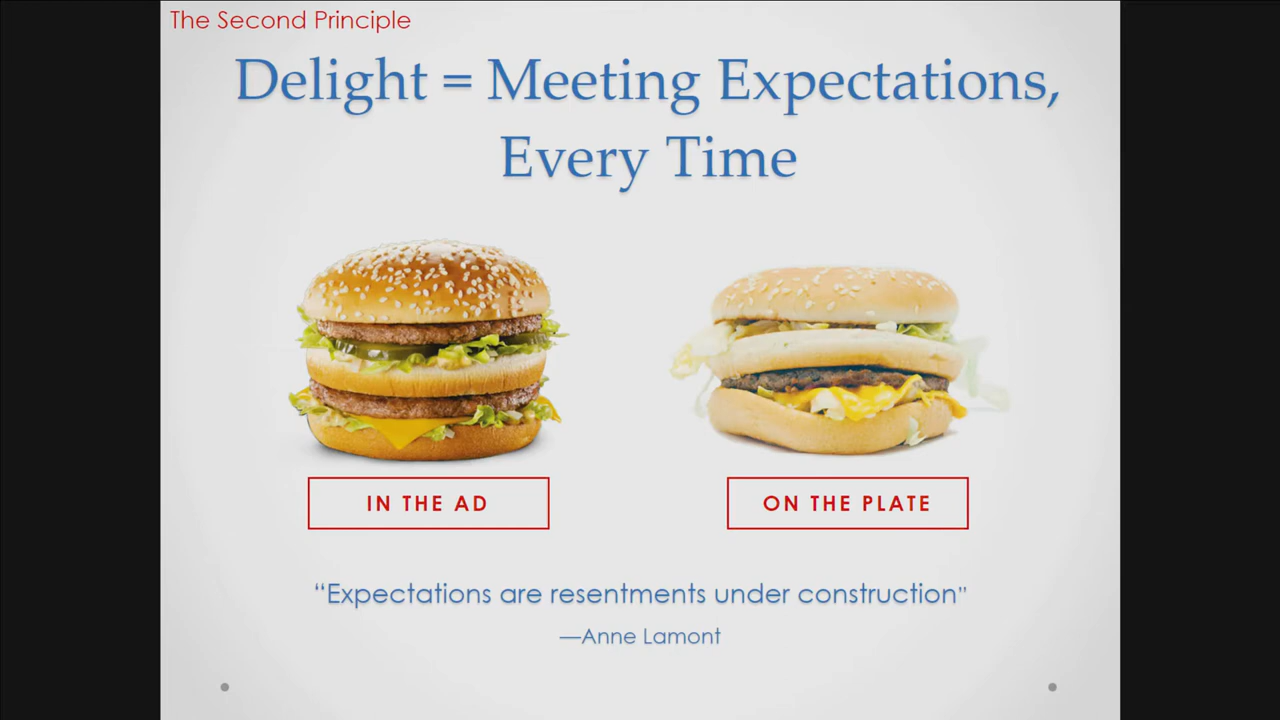 The Second Principle
Delight = Meeting Expectations,
Every Time
IN THE AD
ON THE PLATE
“Expectations are resentments under construction”
—Anne Lamont